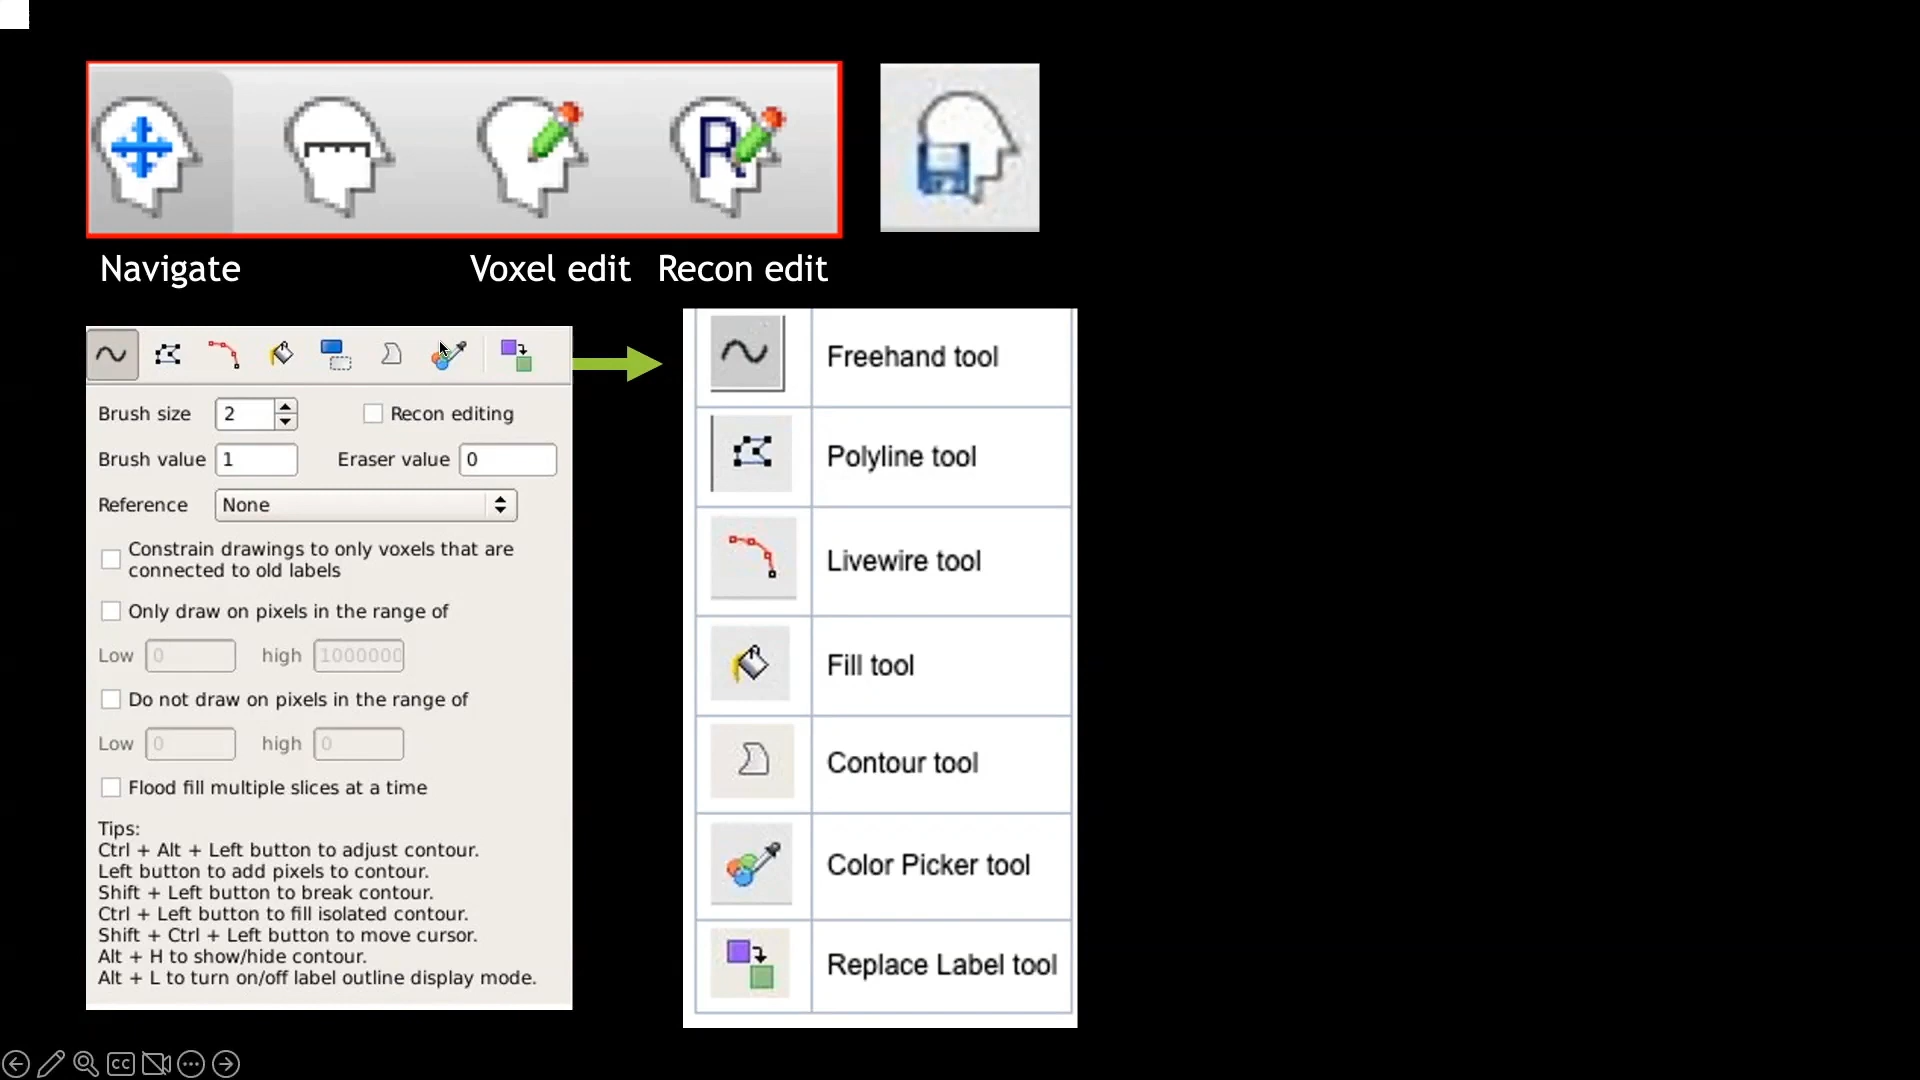 R
Navigate
Voxel edit
Recon edit
Brush size 2
Recon editing
Brush value 1
Eraser value 0
Reference None
Constrain drawings to only voxels that are
connected to old labels
Only draw on pixels in the range of
Low 0 high 1000000
Do not draw on pixels in the range of
Low 0 high 0
Flood fill multiple slices at a time
Tips:
Ctrl + Alt + Left button to adjust contour.
Left button to add pixels to contour.
Shift + Left button to break contour.
Ctrl + Left button to fill isolated contour.
Shift + Ctrl + Left button to move cursor.
Alt + H to show/hide contour.
Alt + L to turn on/off label outline display mode.
Freehand tool
Polyline tool
Livewire tool
Fill tool
Contour tool
Color Picker tool
Replace Label tool
CC